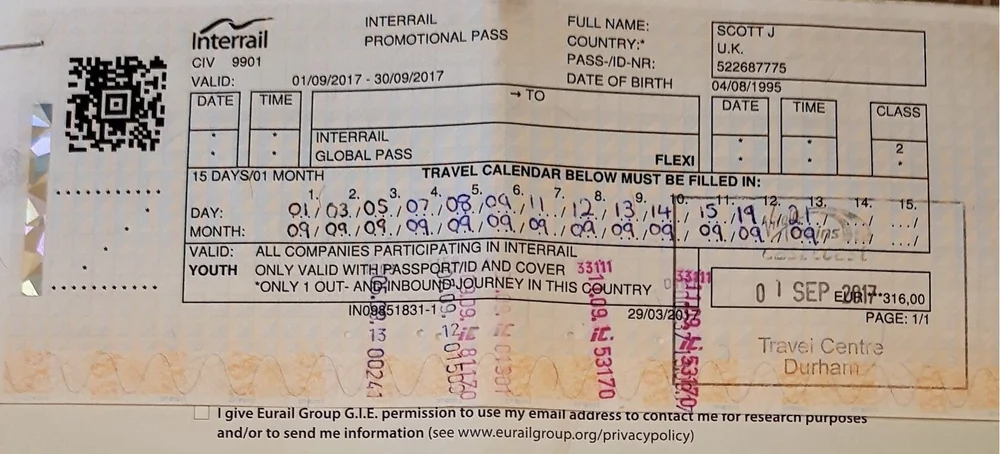 Interrail
INTERRAIL
PROMOTIONAL PASS
CIV 9901
VALID: 01/09/2017 - 30/09/2017
FULL NAME: SCOTT J
COUNTRY:* U.K.
PASS-/ID-NR: 522687775
DATE OF BIRTH 04/08/1995
DATE TIME → TO DATE TIME CLASS
* * INTERRAIL * * 2
* * GLOBAL PASS FLEXI * * *
15 DAYS/01 MONTH TRAVEL CALENDAR BELOW MUST BE FILLED IN:
1. 2. 3. 4. 5. 6. 7. 8. 9. 10. 11. 12. 13. 14. 15.
DAY: 01/03/05/07/08/09/11/12/13/14/15/19/21/.../...
MONTH: 09/09/09/09/09/09/09/09/09/09/09/09/09/.../...
VALID: ALL COMPANIES PARTICIPATING IN INTERRAIL
YOUTH ONLY VALID WITH PASSPORT/ID AND COVER
*ONLY 1 OUT- AND INBOUND JOURNEY IN THIS COUNTRY
33111
33111
01 SEP 2017
EUR **316,00
IN09851831-1
29/03/2017
PAGE: 1/1
13 00241
53170
53170
Travel Centre
Durham
I give Eurail Group G.I.E. permission to use my email address to contact me for research purposes
and/or to send me information (see www.eurailgroup.org/privacypolicy)